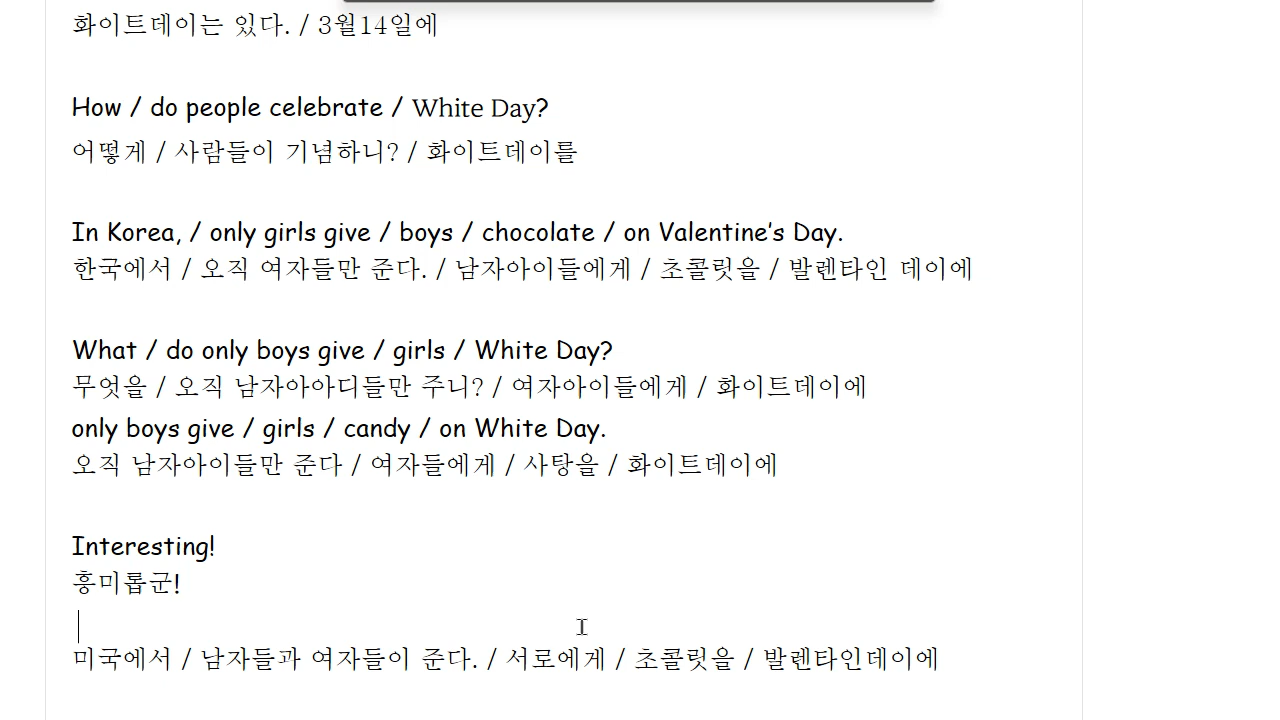 화이트데이는 있다. / 3월14일에
How / do people celebrate / White Day?
어떻게 / 사람들이 기념하니? / 화이트데이를
In Korea, / only girls give / boys / chocolate / on Valentine’s Day.
한국에서 / 오직 여자들만 준다. / 남자아이들에게 / 초콜릿을 / 발렌타인 데이에
What / do only boys give / girls / White Day?
무엇을 / 오직 남자아아디들만 주니? / 여자아이들에게 / 화이트데이에
only boys give / girls / candy / on White Day.
오직 남자아이들만 준다 / 여자들에게 / 사탕을 / 화이트데이에
Interesting!
흥미롭군!
미국에서 / 남자들과 여자들이 준다. / 서로에게 / 초콜릿을 / 발렌타인데이에